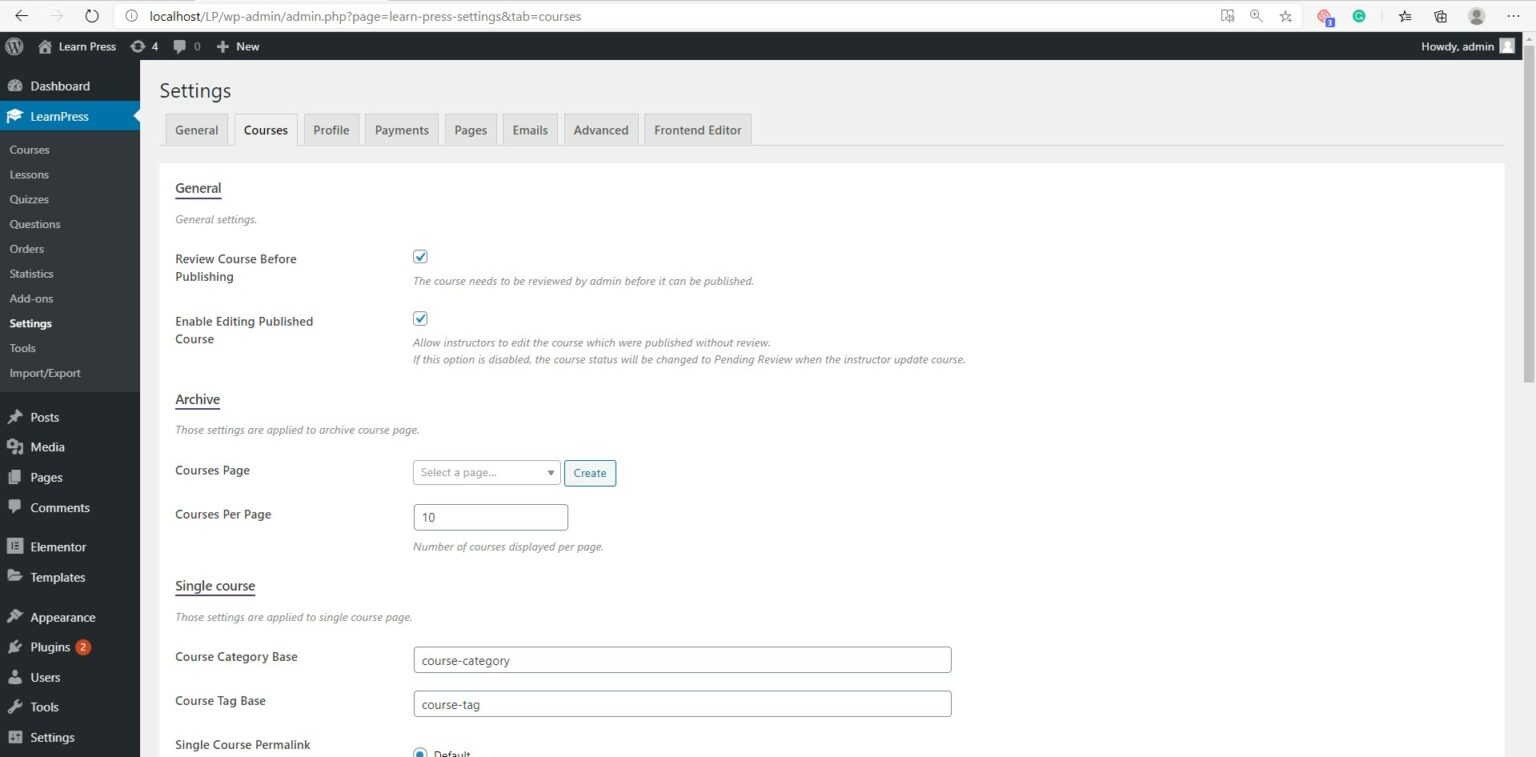 localhost/LP/wp-admin/admin.php?page=learn-press-settings&tab=courses
3
Learn Press 4 0 New
Howdy, admin
Dashboard
LearnPress
Courses
Lessons
Quizzes
Questions
Orders
Statistics
Add-ons
Settings
Tools
Import/Export
Posts
Media
Pages
Comments
Elementor
Templates
Appearance
Plugins 2
Users
Tools
Settings
Settings
General Courses Profile Payments Pages Emails Advanced Frontend Editor
General
General settings.
Review Course Before
Publishing
The course needs to be reviewed by admin before it can be published.
Enable Editing Published
Course
Allow instructors to edit the course which were published without review.
If this option is disabled, the course status will be changed to Pending Review when the instructor update course.
Archive
Those settings are applied to archive course page.
Courses Page
Select a page...
Create
Courses Per Page
10
Number of courses displayed per page.
Single course
Those settings are applied to single course page.
Course Category Base
course-category
Course Tag Base
course-tag
Single Course Permalink
Default